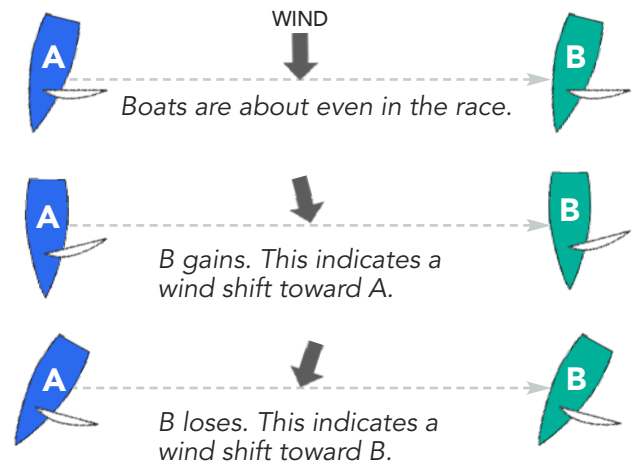 WIND
A B
Boats are about even in the race.
A B
B gains. This indicates a
wind shift toward A.
A B
B loses. This indicates a
wind shift toward B.